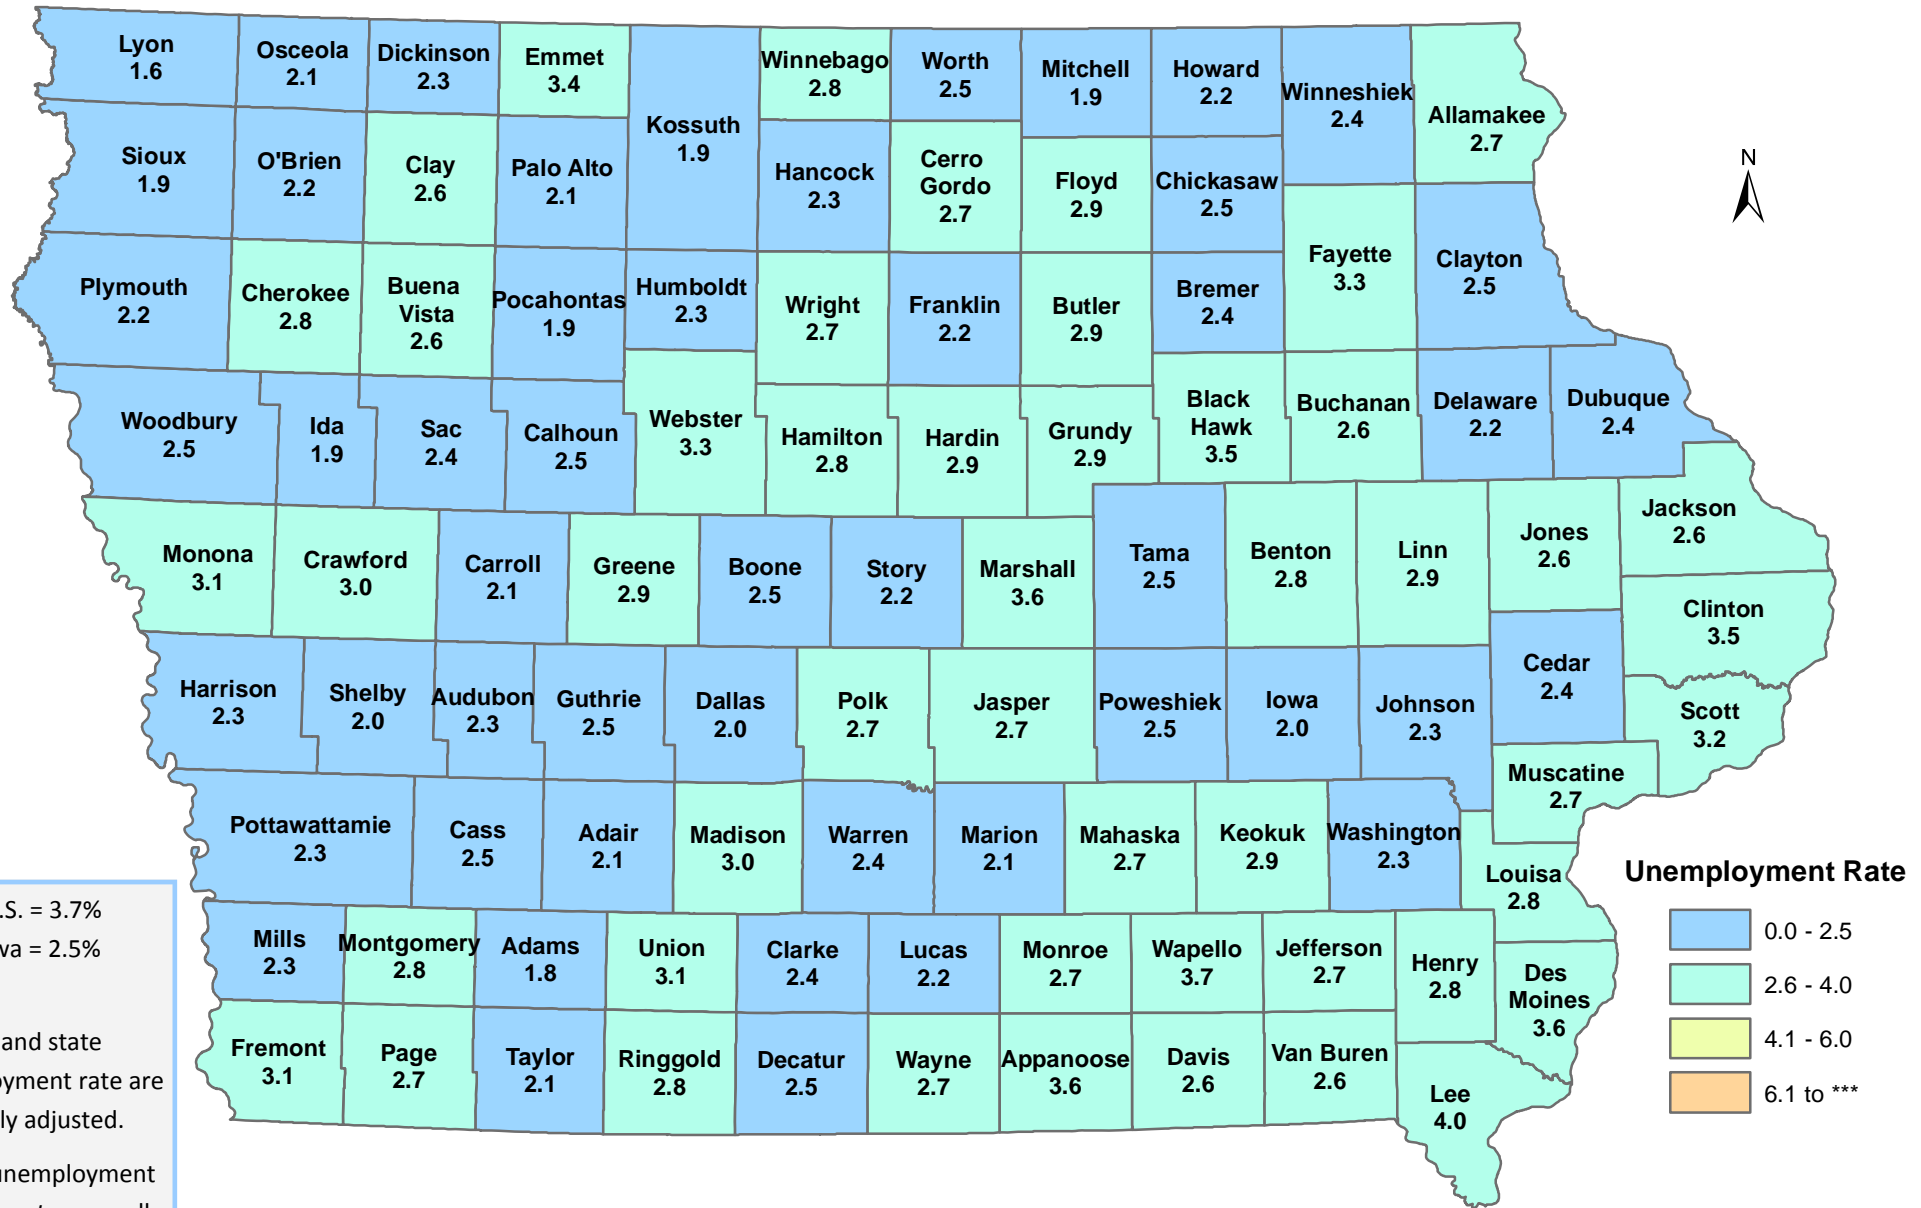 Lyon
1.6
Osceola
2.1
Dickinson
2.3
Emmet
3.4
Kossuth
1.9
Winnebago
2.8
Worth
2.5
Mitchell
1.9
Howard
2.2
Winneshiek
2.4
Allamakee
2.7
N
Sioux
1.9
O'Brien
2.2
Clay
2.6
Palo Alto
2.1
Hancock
2.3
Cerro
Gordo
2.7
Floyd
2.9
Chickasaw
2.5
Fayette
3.3
Clayton
2.5
Plymouth
2.2
Cherokee
2.8
Buena
Vista
2.6
Pocahontas
1.9
Humboldt
2.3
Wright
2.7
Franklin
2.2
Butler
2.9
Bremer
2.4
Woodbury
2.5
Ida
1.9
Sac
2.4
Calhoun
2.5
Webster
3.3
Hamilton
2.8
Hardin
2.9
Grundy
2.9
Black
Hawk
3.5
Buchanan
2.6
Delaware
2.2
Dubuque
2.4
Monona
3.1
Crawford
3.0
Carroll
2.1
Greene
2.9
Boone
2.5
Story
2.2
Marshall
3.6
Tama
2.5
Benton
2.8
Linn
2.9
Jones
2.6
Jackson
2.6
Clinton
3.5
Harrison
2.3
Shelby
2.0
Audubon
2.3
Guthrie
2.5
Dallas
2.0
Polk
2.7
Jasper
2.7
Poweshiek
2.5
Iowa
2.0
Johnson
2.3
Cedar
2.4
Scott
3.2
Muscatine
2.7
Pottawattamie
2.3
Cass
2.5
Adair
2.1
Madison
3.0
Warren
2.4
Marion
2.1
Mahaska
2.7
Keokuk
2.9
Washington
2.3
Louisa
2.8
Mills
2.3
Montgomery
2.8
Adams
1.8
Union
3.1
Clarke
2.4
Lucas
2.2
Monroe
2.7
Wapello
3.7
Jefferson
2.7
Henry
2.8
Des
Moines
3.6
Fremont
3.1
Page
2.7
Taylor
2.1
Ringgold
2.8
Decatur
2.5
Wayne
2.7
Appanoose
3.6
Davis
2.6
Van Buren
2.6
Lee
4.0
.S. = 3.7%
va = 2.5%
and state
oyment rate are
ly adjusted.
unemployment
Unemployment Rate
0.0 - 2.5
2.6 - 4.0
4.1 - 6.0
6.1 to ***